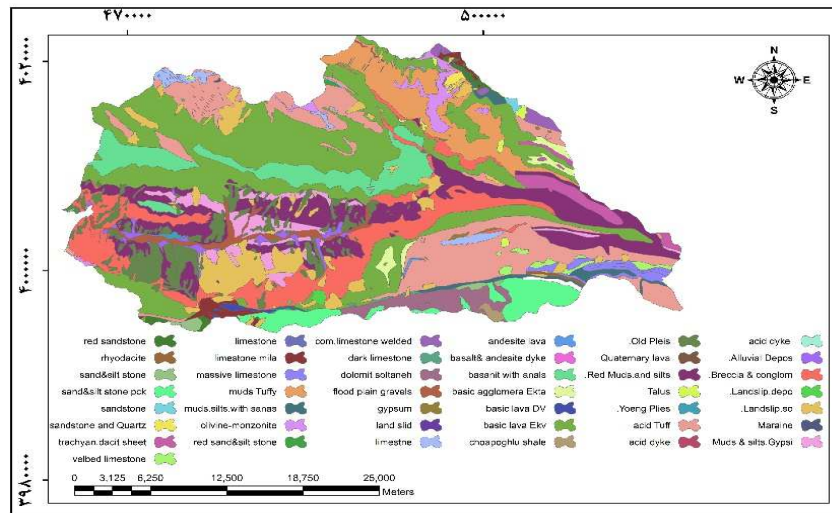 ۴۷۰۰۰۰ ۵۰۰۰۰۰
۴۰۲۰۰۰۰
N
W E
S
۴۰۰۰۰۰۰
red sandstone limestone com.limestone welded andesite lava .Old Pleis acid cyke
rhyodacite limestone mila dark limestone basalt& andesite dyke Quaternary lava .Alluvial Depos
sand&silt stone massive limestone dolomit soltaneh basanit with anals .Red Muds.and silts .Breccia & conglom
sand&silt stone pck muds Tuffy flood plain gravels basic agglomera Ekta Talus .Landslip.depo
sandstone muds.silts.with sanas gypsum basic lava DV .Yoeng Plies .Landslip.so
sandstone and Quartz olivine-monzonite land slid basic lava Ekv acid Tuff Maraine
trachyan.dacit sheet red sand&silt stone limestne choapoghlu shale acid dyke Muds & silts.Gypsi
velbed limestone
0 3,125 6,250 12,500 18,750 25,000
Meters
۳۹۸۰۰۰۰